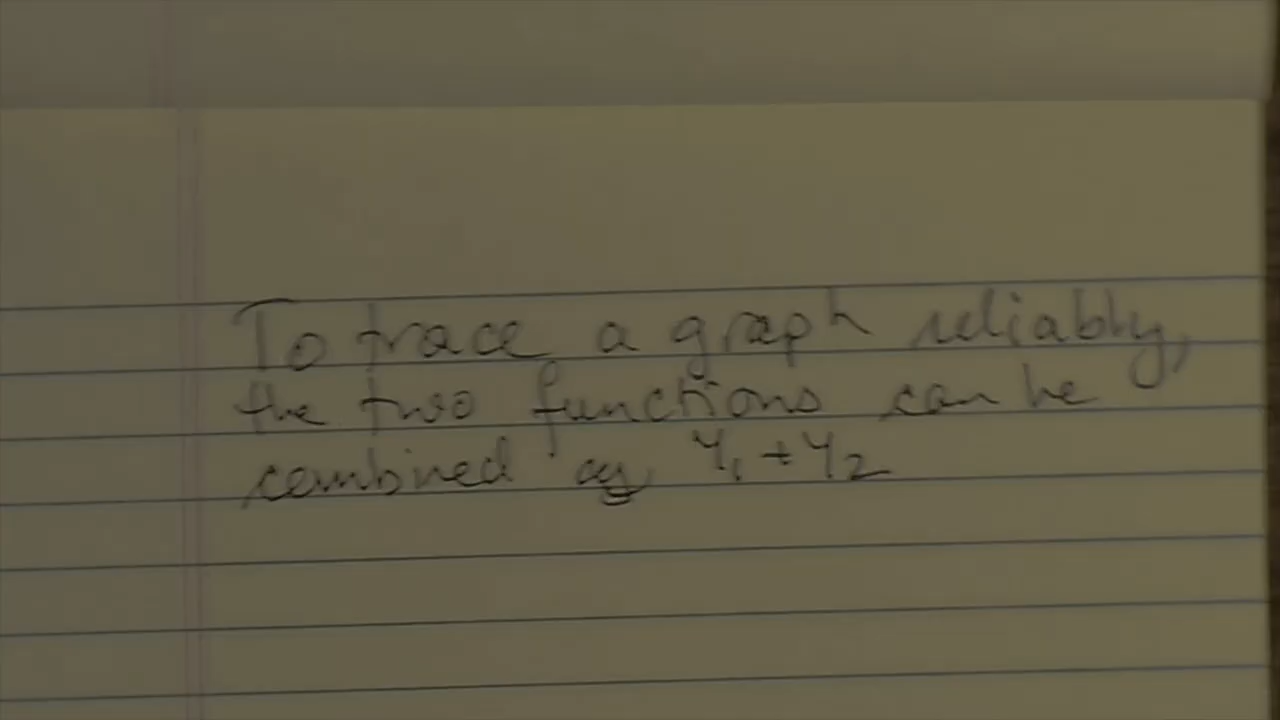 To trace a graph reliably,
the two functions can be
combined as Y₁ + Y₂